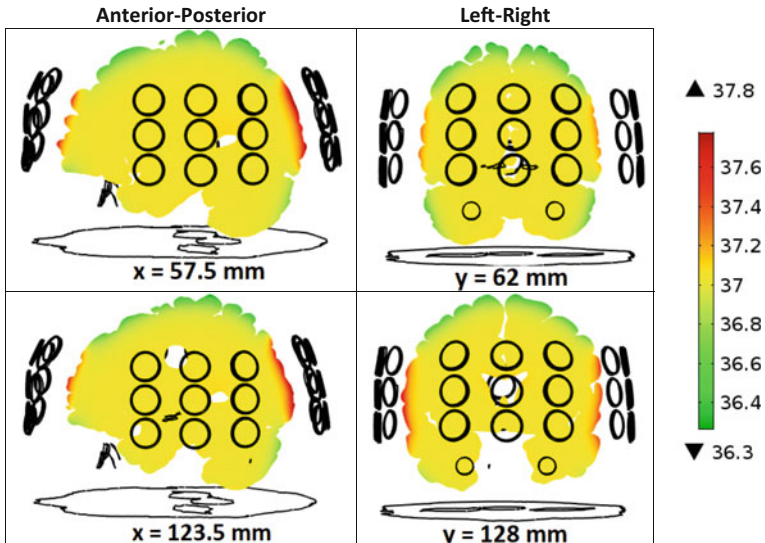 Anterior-Posterior
Left-Right
x = 57.5 mm
y = 62 mm
x = 123.5 mm
y = 128 mm
▲ 37.8
37.6
37.4
37.2
37
36.8
36.6
36.4
▼ 36.3